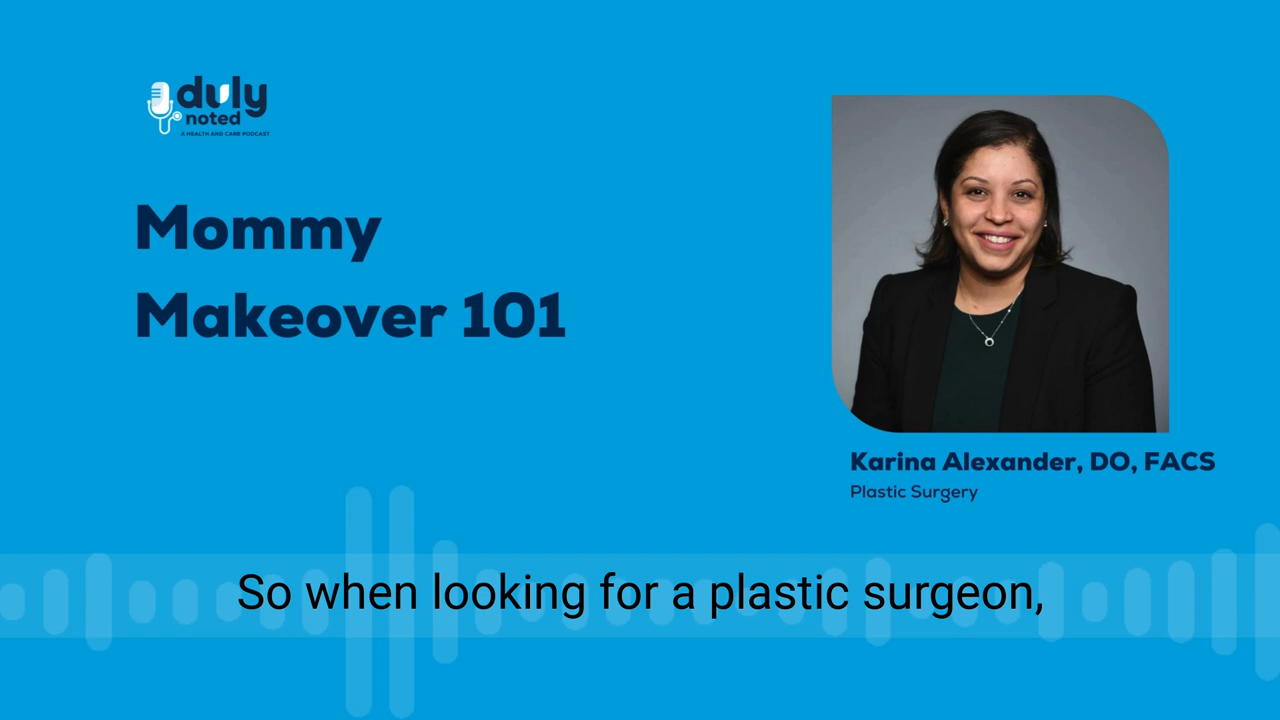 duly
noted
A HEALTH AND CARE PODCAST
Mommy
Makeover 101
Karina Alexander, DO, FACS
Plastic Surgery
So when looking for a plastic surgeon,